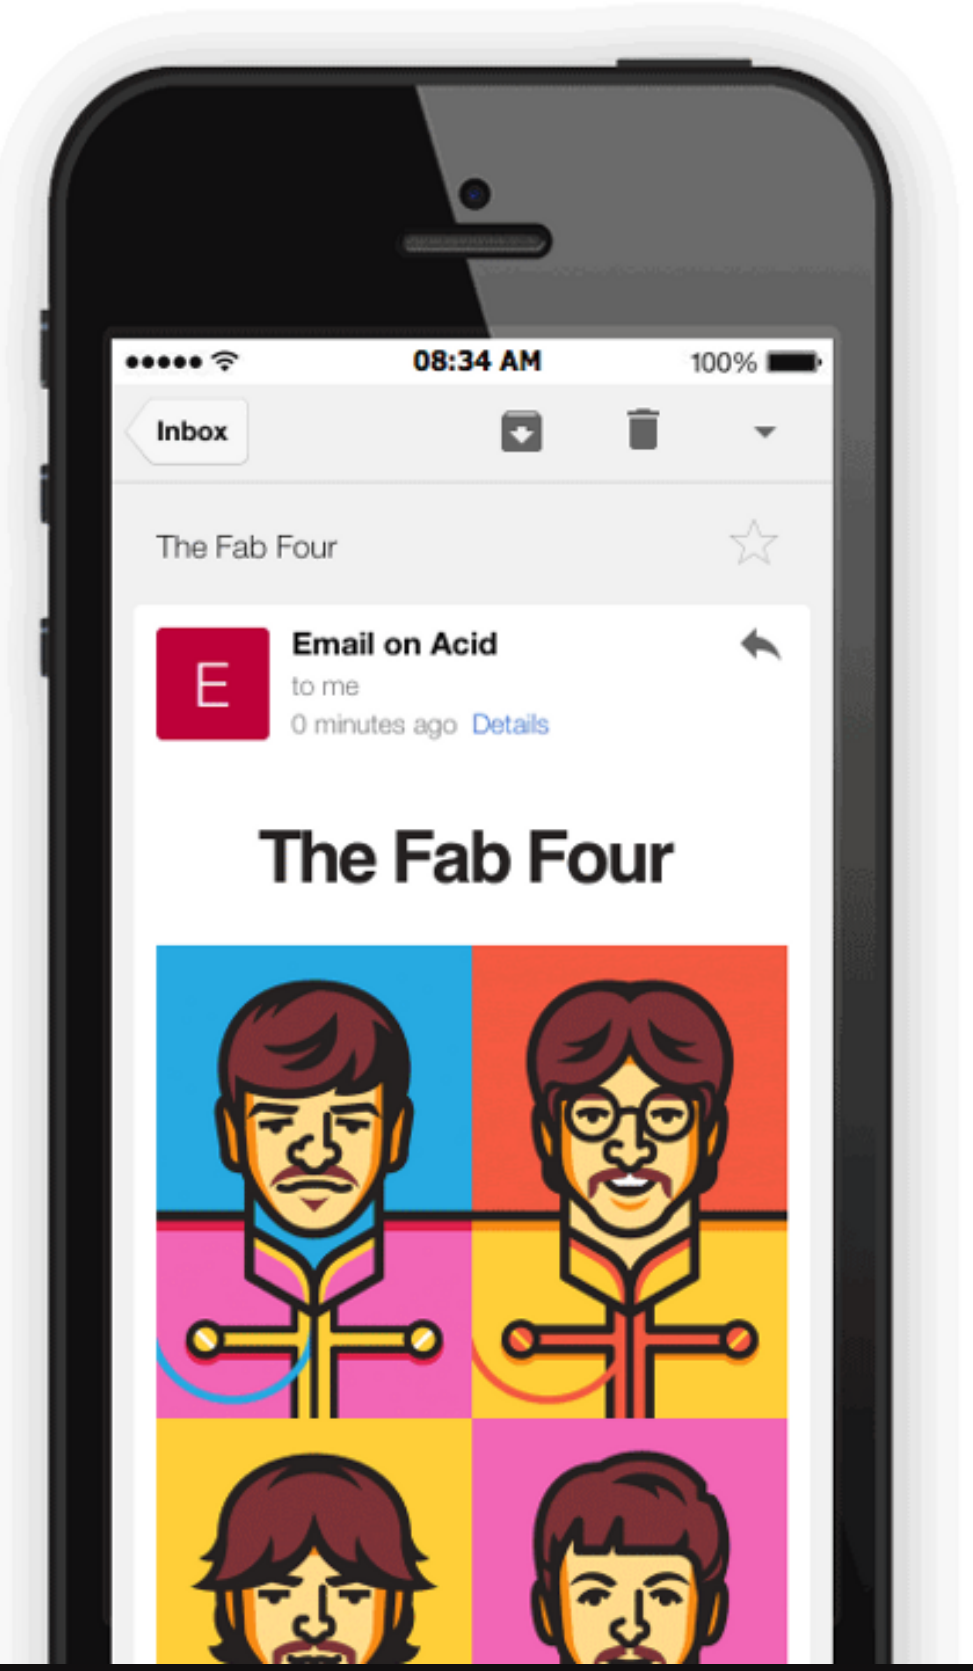 08:34 AM 100%
Inbox
The Fab Four
E
Email on Acid
to me
0 minutes ago Details
The Fab Four